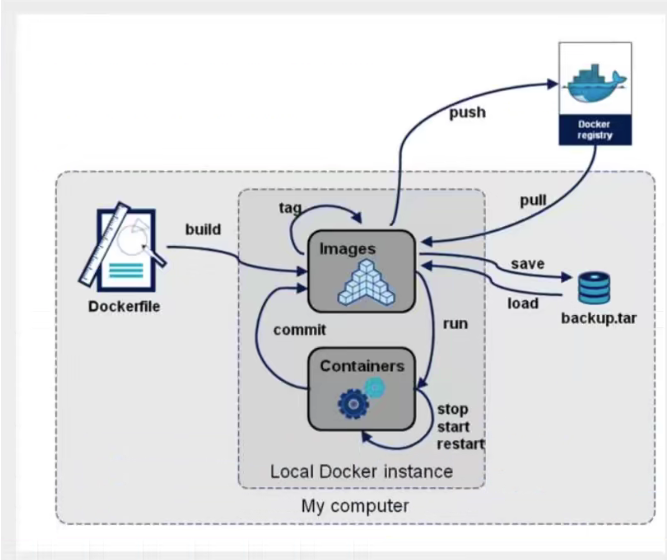 Docker
registry
push
pull
tag
build
Images
save
load
Dockerfile
backup.tar
commit
run
Containers
stop
start
restart
Local Docker instance
My computer